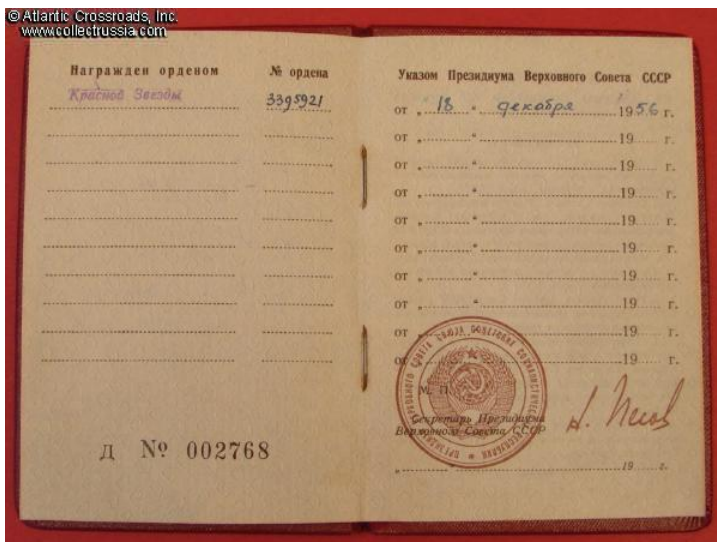 © Atlantic Crossroads, Inc.
www.collectrussia.com
Награжден орденом № ордена
Красной Звезды 3395921
Д № 002768
Указом Президиума Верховного Совета СССР
от „ 18 “ декабря 1956 г.
от „ “ 19 г.
от „ “ 19 г.
от „ “ 19 г.
от „ “ 19 г.
от „ “ 19 г.
от „ “ 19 г.
от „ “ 19 г.
от „ “ 19 г.
от „ “ 19 г.
М. П.
Секретарь Президиума
Верховного Совета СССР
„ “ 19 г.